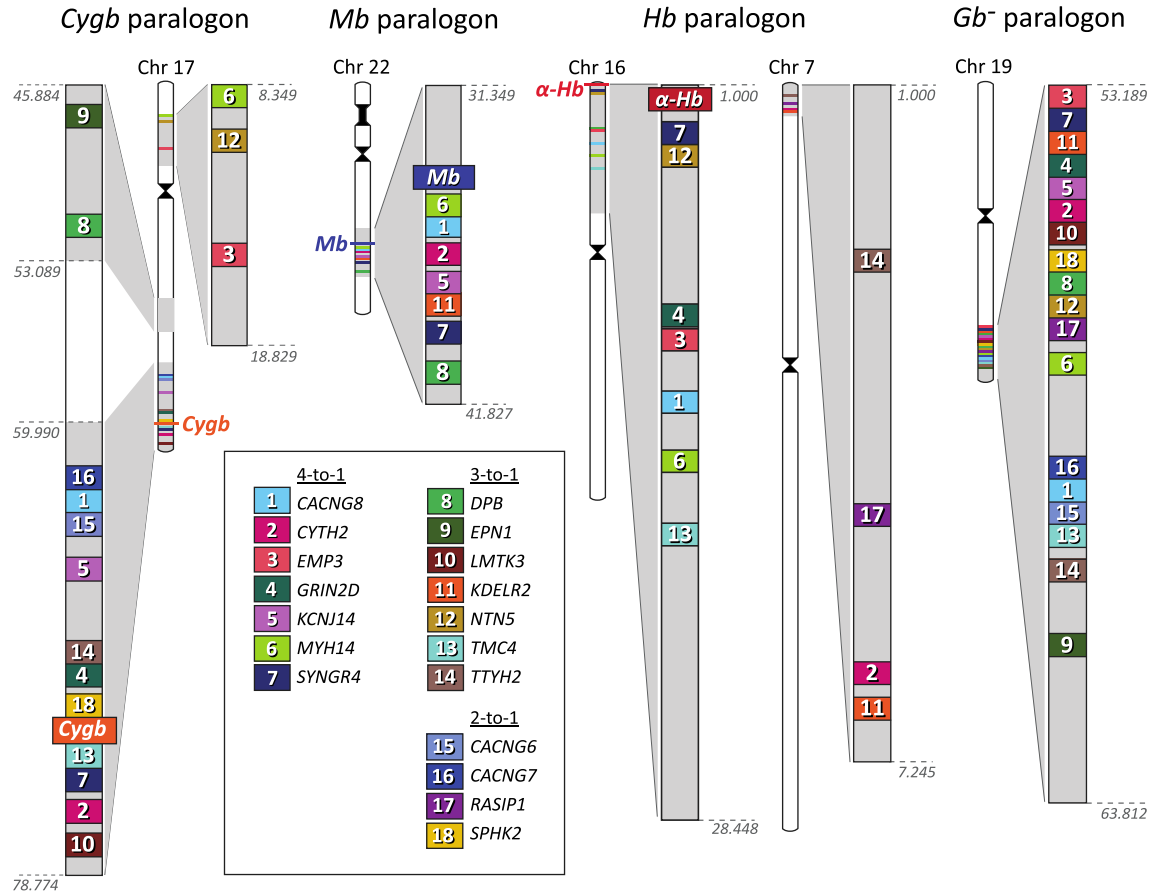 Cygb paralogon
Mb paralogon
Hb paralogon
Gb⁻ paralogon
Chr 17
Chr 22
Chr 16
Chr 7
Chr 19
45.884
9
8
53.089
59.990
16
1
15
5
14
4
18
Cygb
13
7
2
10
78.774
Cygb
8.349
6
12
3
18.829
Mb
31.349
Mb
6
1
2
5
11
7
8
41.827
α-Hb
1.000
α-Hb
7
12
4
3
1
6
13
28.448
1.000
14
17
2
11
7.245
53.189
3
7
11
4
5
2
10
18
8
12
17
6
16
1
15
13
14
9
63.812
4-to-1
1 CACNG8
2 CYTH2
3 EMP3
4 GRIN2D
5 KCNJ14
6 MYH14
7 SYNGR4
3-to-1
8 DPB
9 EPN1
10 LMTK3
11 KDELR2
12 NTN5
13 TMC4
14 TTYH2
2-to-1
15 CACNG6
16 CACNG7
17 RASIP1
18 SPHK2